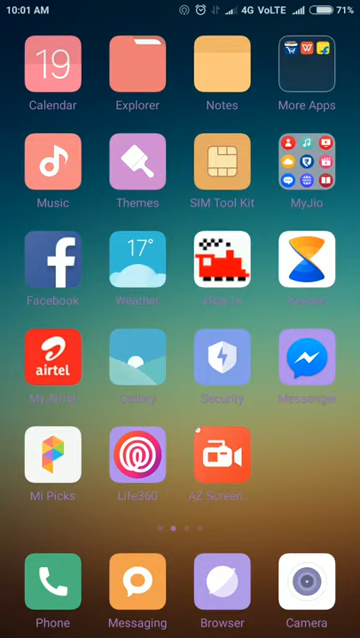 10:01 AM 4G VoLTE 71%
19
Calendar Explorer Notes More Apps
Music Themes SIM Tool Kit MyJio
17°
Facebook Weather
airtel
My Airtel Gallery Security Messenger
Mi Picks Life360 AZ Screen..
Phone Messaging Browser Camera